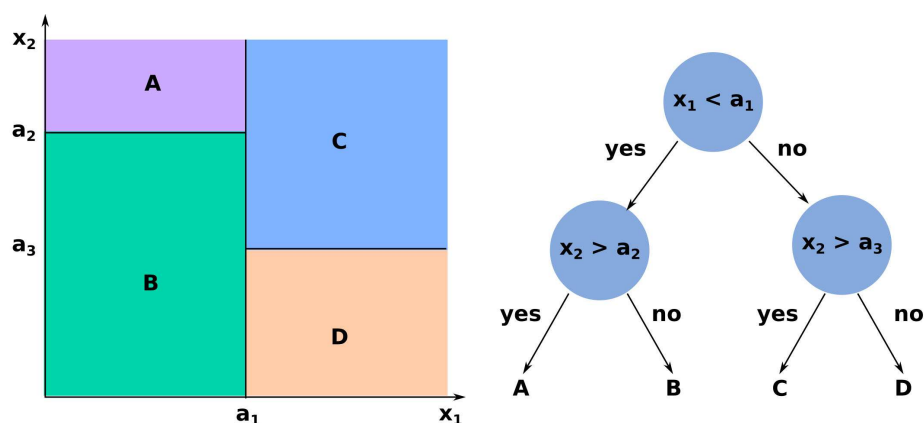 x₂
A
a₂
C
a₃
B
D
a₁
x₁
x₁ < a₁
yes
no
x₂ > a₂
x₂ > a₃
yes
no
yes
no
A
B
C
D